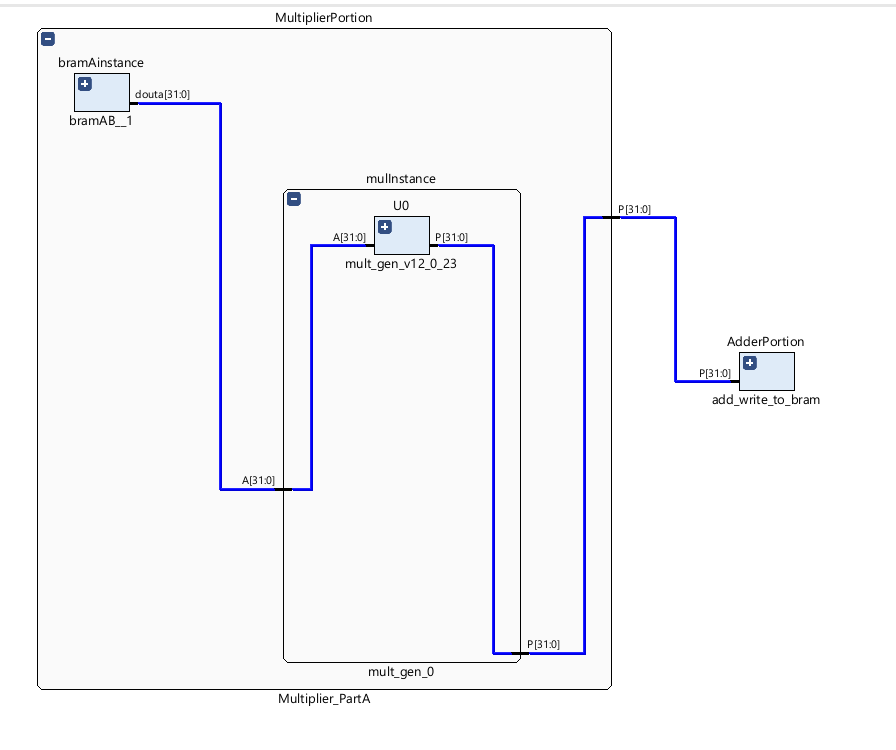 MultiplierPortion
bramAinstance
douta[31:0]
bramAB__1
mulInstance
U0
A[31:0]
P[31:0]
mult_gen_v12_0_23
P[31:0]
AdderPortion
P[31:0]
add_write_to_bram
A[31:0]
P[31:0]
mult_gen_0
Multiplier_PartA